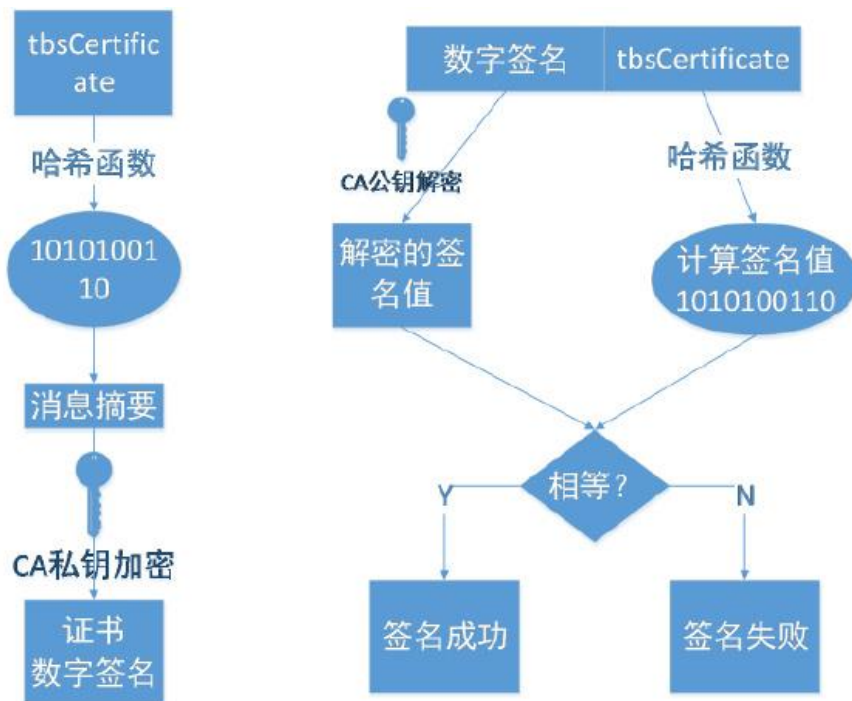 tbsCertific
ate
哈希函数
10101001
10
消息摘要
CA私钥加密
证书
数字签名
数字签名
tbsCertificate
CA公钥解密
哈希函数
解密的签
名值
计算签名值
1010100110
相等?
Y
N
签名成功
签名失败